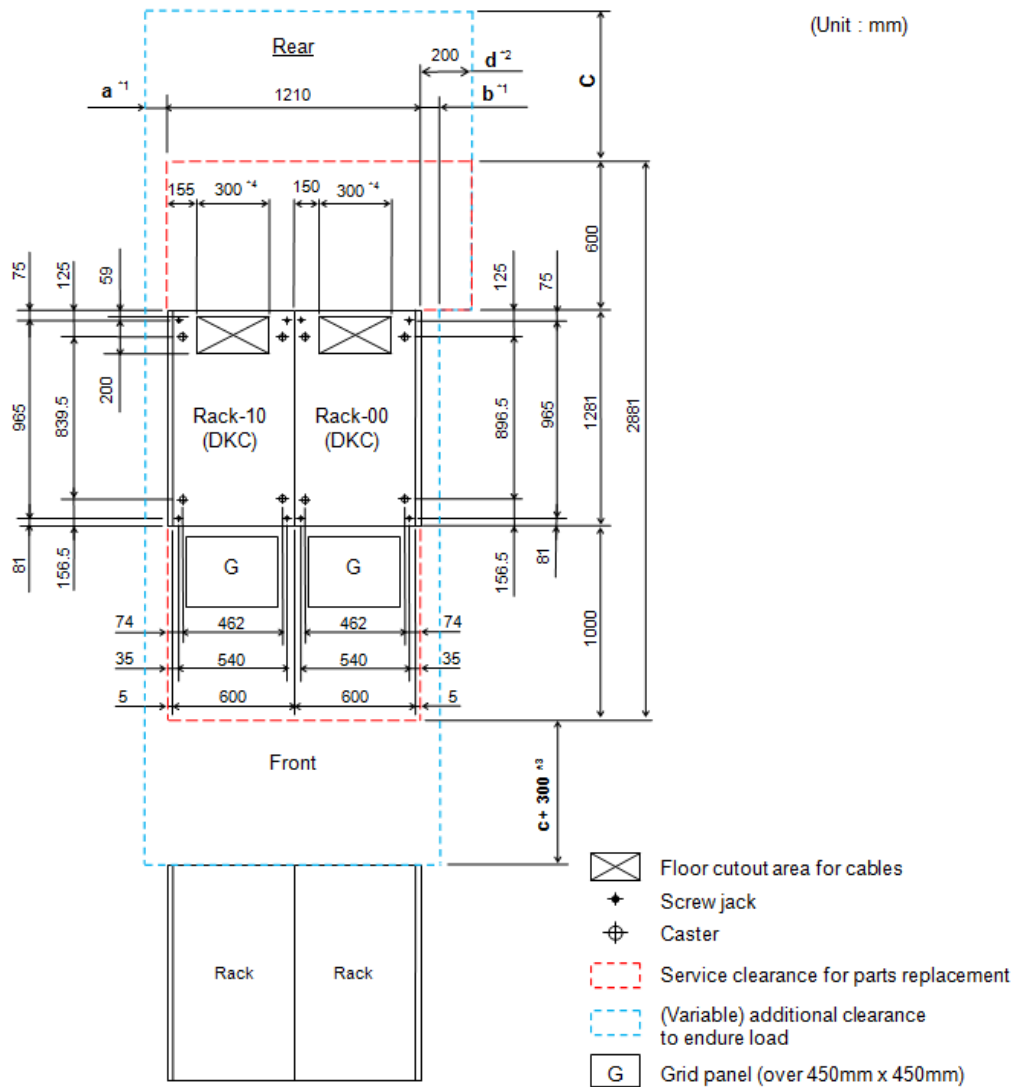 (Unit : mm)
Rear
200
d *2
C
a *1
1210
b *1
155
300 *4
150
300 *4
600
75
125
59
125
75
200
965
839.5
Rack-10
(DKC)
Rack-00
(DKC)
896.5
965
1281
2881
81
156.5
G
G
156.5
81
1000
74
462
462
74
35
540
540
35
5
600
600
5
Front
c + 300 *3
Floor cutout area for cables
Screw jack
Caster
Rack
Rack
Service clearance for parts replacement
(Variable) additional clearance
to endure load
G
Grid panel (over 450mm x 450mm)